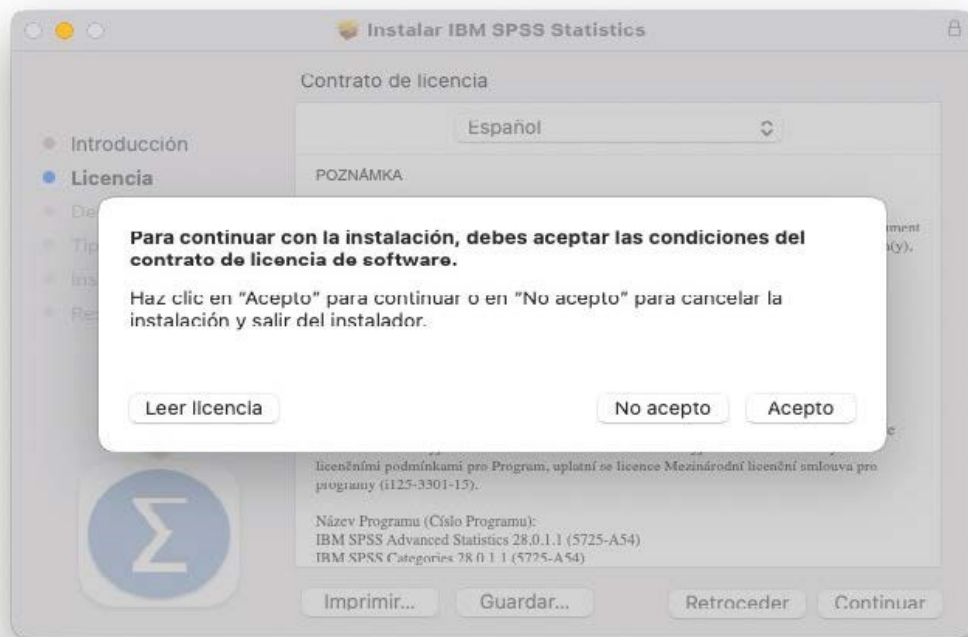 Instalar IBM SPSS Statistics
Contrato de licencia
Español
Introducción
Licencia
POZNÁMKA
Para continuar con la instalación, debes aceptar las condiciones del
contrato de licencia de software.
Haz clic en "Acepto" para continuar o en "No acepto" para cancelar la
instalación y salir del instalador.
Leer licencia
No acepto
Acepto
licenčními podmínkami pro Program, uplatní se licence Mezinárodní licenční smlouva pro
programy (i125-3301-15).
Název Programu (Číslo Programu):
IBM SPSS Advanced Statistics 28.0.1.1 (5725-A54)
IBM SPSS Categories 28.0.1.1 (5725-A54)
Imprimir...
Guardar...
Retroceder
Continuar